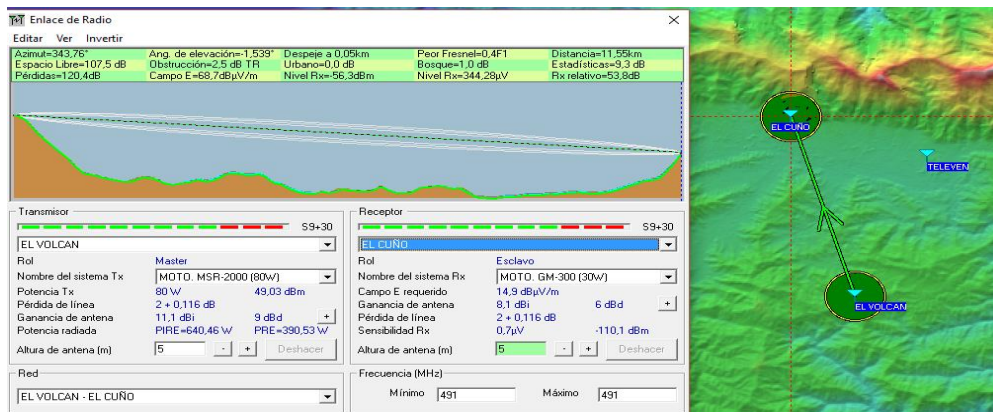 Enlace de Radio
Editar Ver Invertir
Azimut=343,76° Ang. de elevación=-1,539° Despeje a 0,05km Peor Fresnel=0,4F1 Distancia=11,55km
Espacio Libre=107,5 dB Obstrucción=2,5 dB TR Urbano=0,0 dB Bosque=1,0 dB Estadísticas=9,3 dB
Pérdidas=120,4dB Campo E=68,7dBµV/m Nivel Rx=-56,3dBm Nivel Rx=344,28µV Rx relativo=53,8dB
Transmisor
S9+30
EL VOLCAN
Rol Master
Nombre del sistema Tx MOTO. MSR-2000 (80W)
Potencia Tx 80 W 49,03 dBm
Pérdida de línea 2 + 0,116 dB
Ganancia de antena 11,1 dBi 9 dBd +
Potencia radiada PIRE=640,46 W PRE=390,53 W
Altura de antena (m) 5 - + Deshacer
Red
EL VOLCAN - EL CUÑO
Receptor
S9+30
EL CUÑO
Rol Esclavo
Nombre del sistema Rx MOTO. GM-300 (30W)
Campo E requerido 14,9 dBµV/m
Ganancia de antena 8,1 dBi 6 dBd +
Pérdida de línea 2 + 0,116 dB
Sensibilidad Rx 0,7µV -110,1 dBm
Altura de antena (m) 5 - + Deshacer
Frecuencia (MHz)
Mínimo 491 Máximo 491
EL CUÑO
TELEVEN
EL VOLCAN